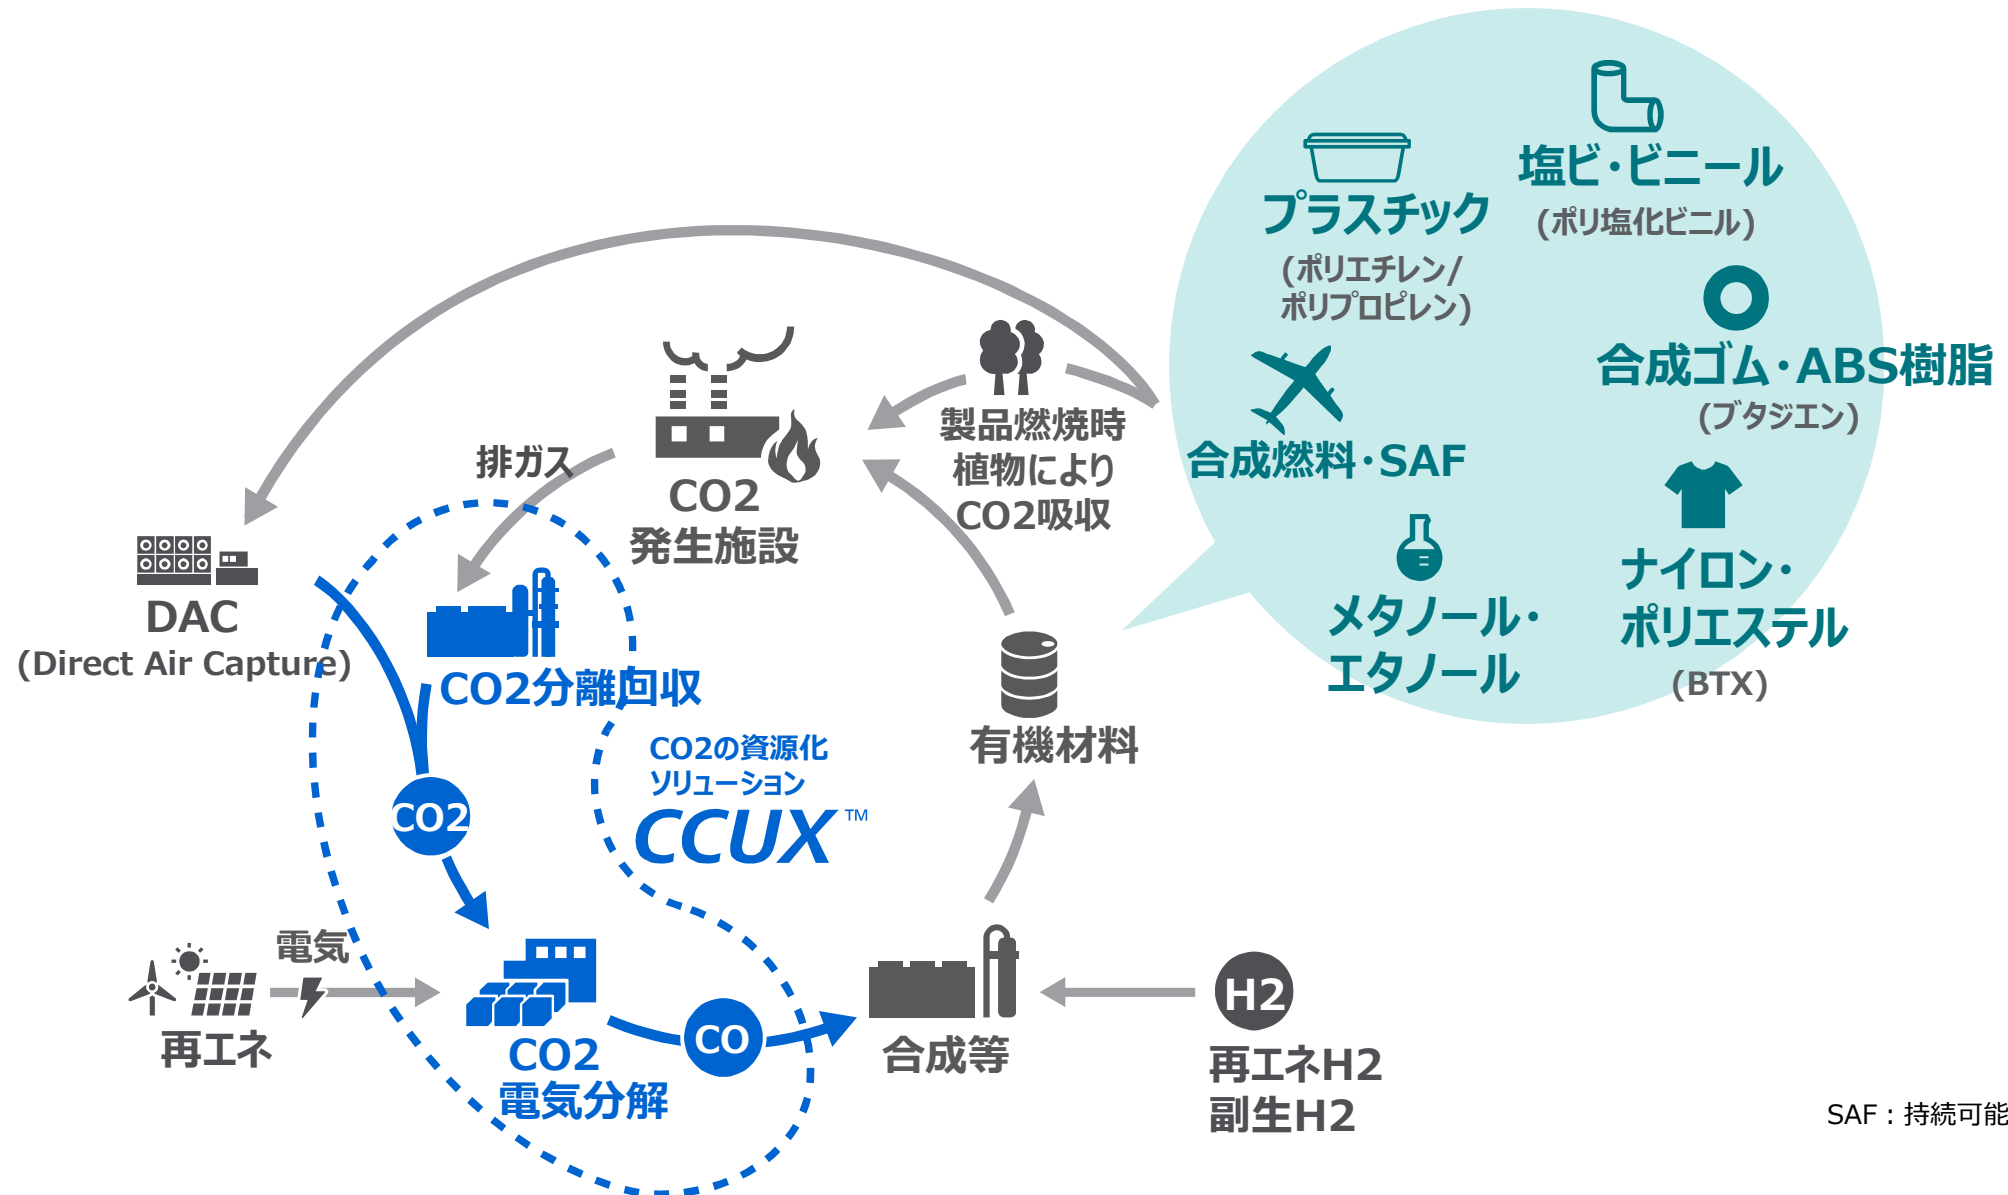 塩ビ・ビニール
(ポリ塩化ビニル)
プラスチック
(ポリエチレン/
ポリプロピレン)
合成ゴム・ABS樹脂
(ブタジエン)
合成燃料・SAF
ナイロン・
ポリエステル
(BTX)
メタノール・
エタノール
製品燃焼時
植物により
CO2吸収
排ガス
CO2
発生施設
DAC
(Direct Air Capture)
CO2分離回収
CO2の資源化
ソリューション
CCUX™
有機材料
CO2
電気
再エネ
CO2
電気分解
CO
合成等
H2
再エネH2
副生H2
SAF：持続可能